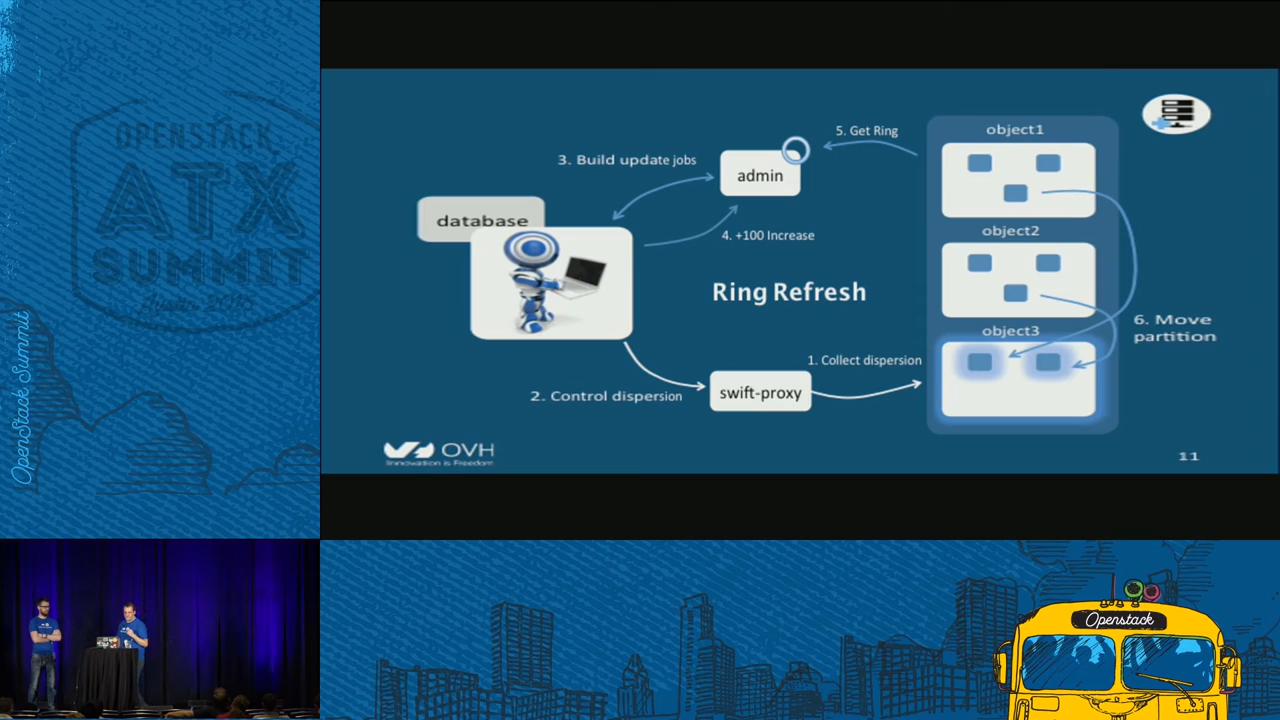 OPENSTACK
ATX
SUMMIT
Austin 2016
OpenStack Summit
5. Get Ring
object1
3. Build update jobs
admin
database
object2
4. +100 Increase
Ring Refresh
6. Move
partition
object3
1. Collect dispersion
2. Control dispersion
swift-proxy
OVH
Innovation is Freedom
11
Openstack